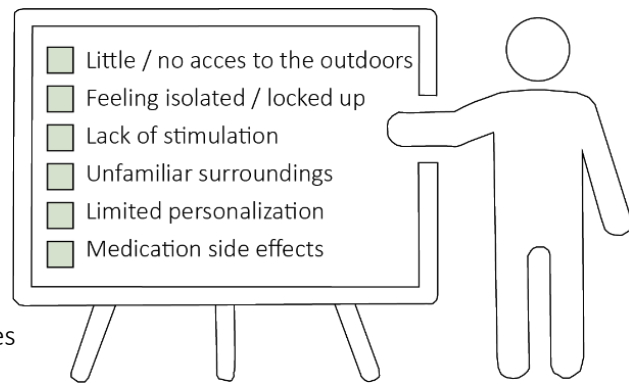 Little / no acces to the outdoors
Feeling isolated / locked up
Lack of stimulation
Unfamiliar surroundings
Limited personalization
Medication side effects
es